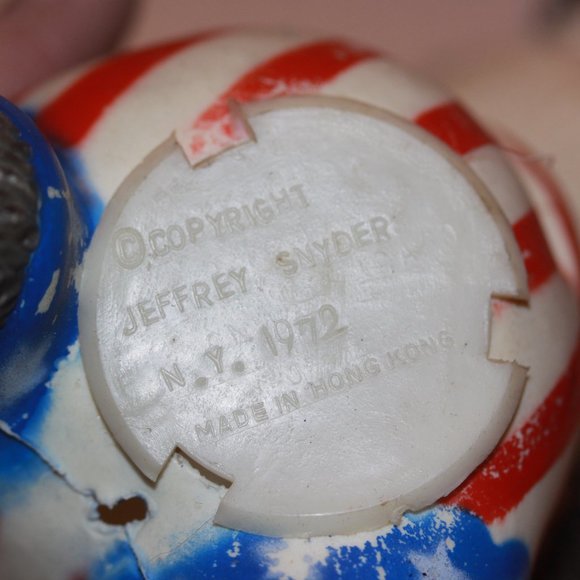 © COPYRIGHT
JEFFREY SNYDER
N.Y. 1972
MADE IN HONG KONG